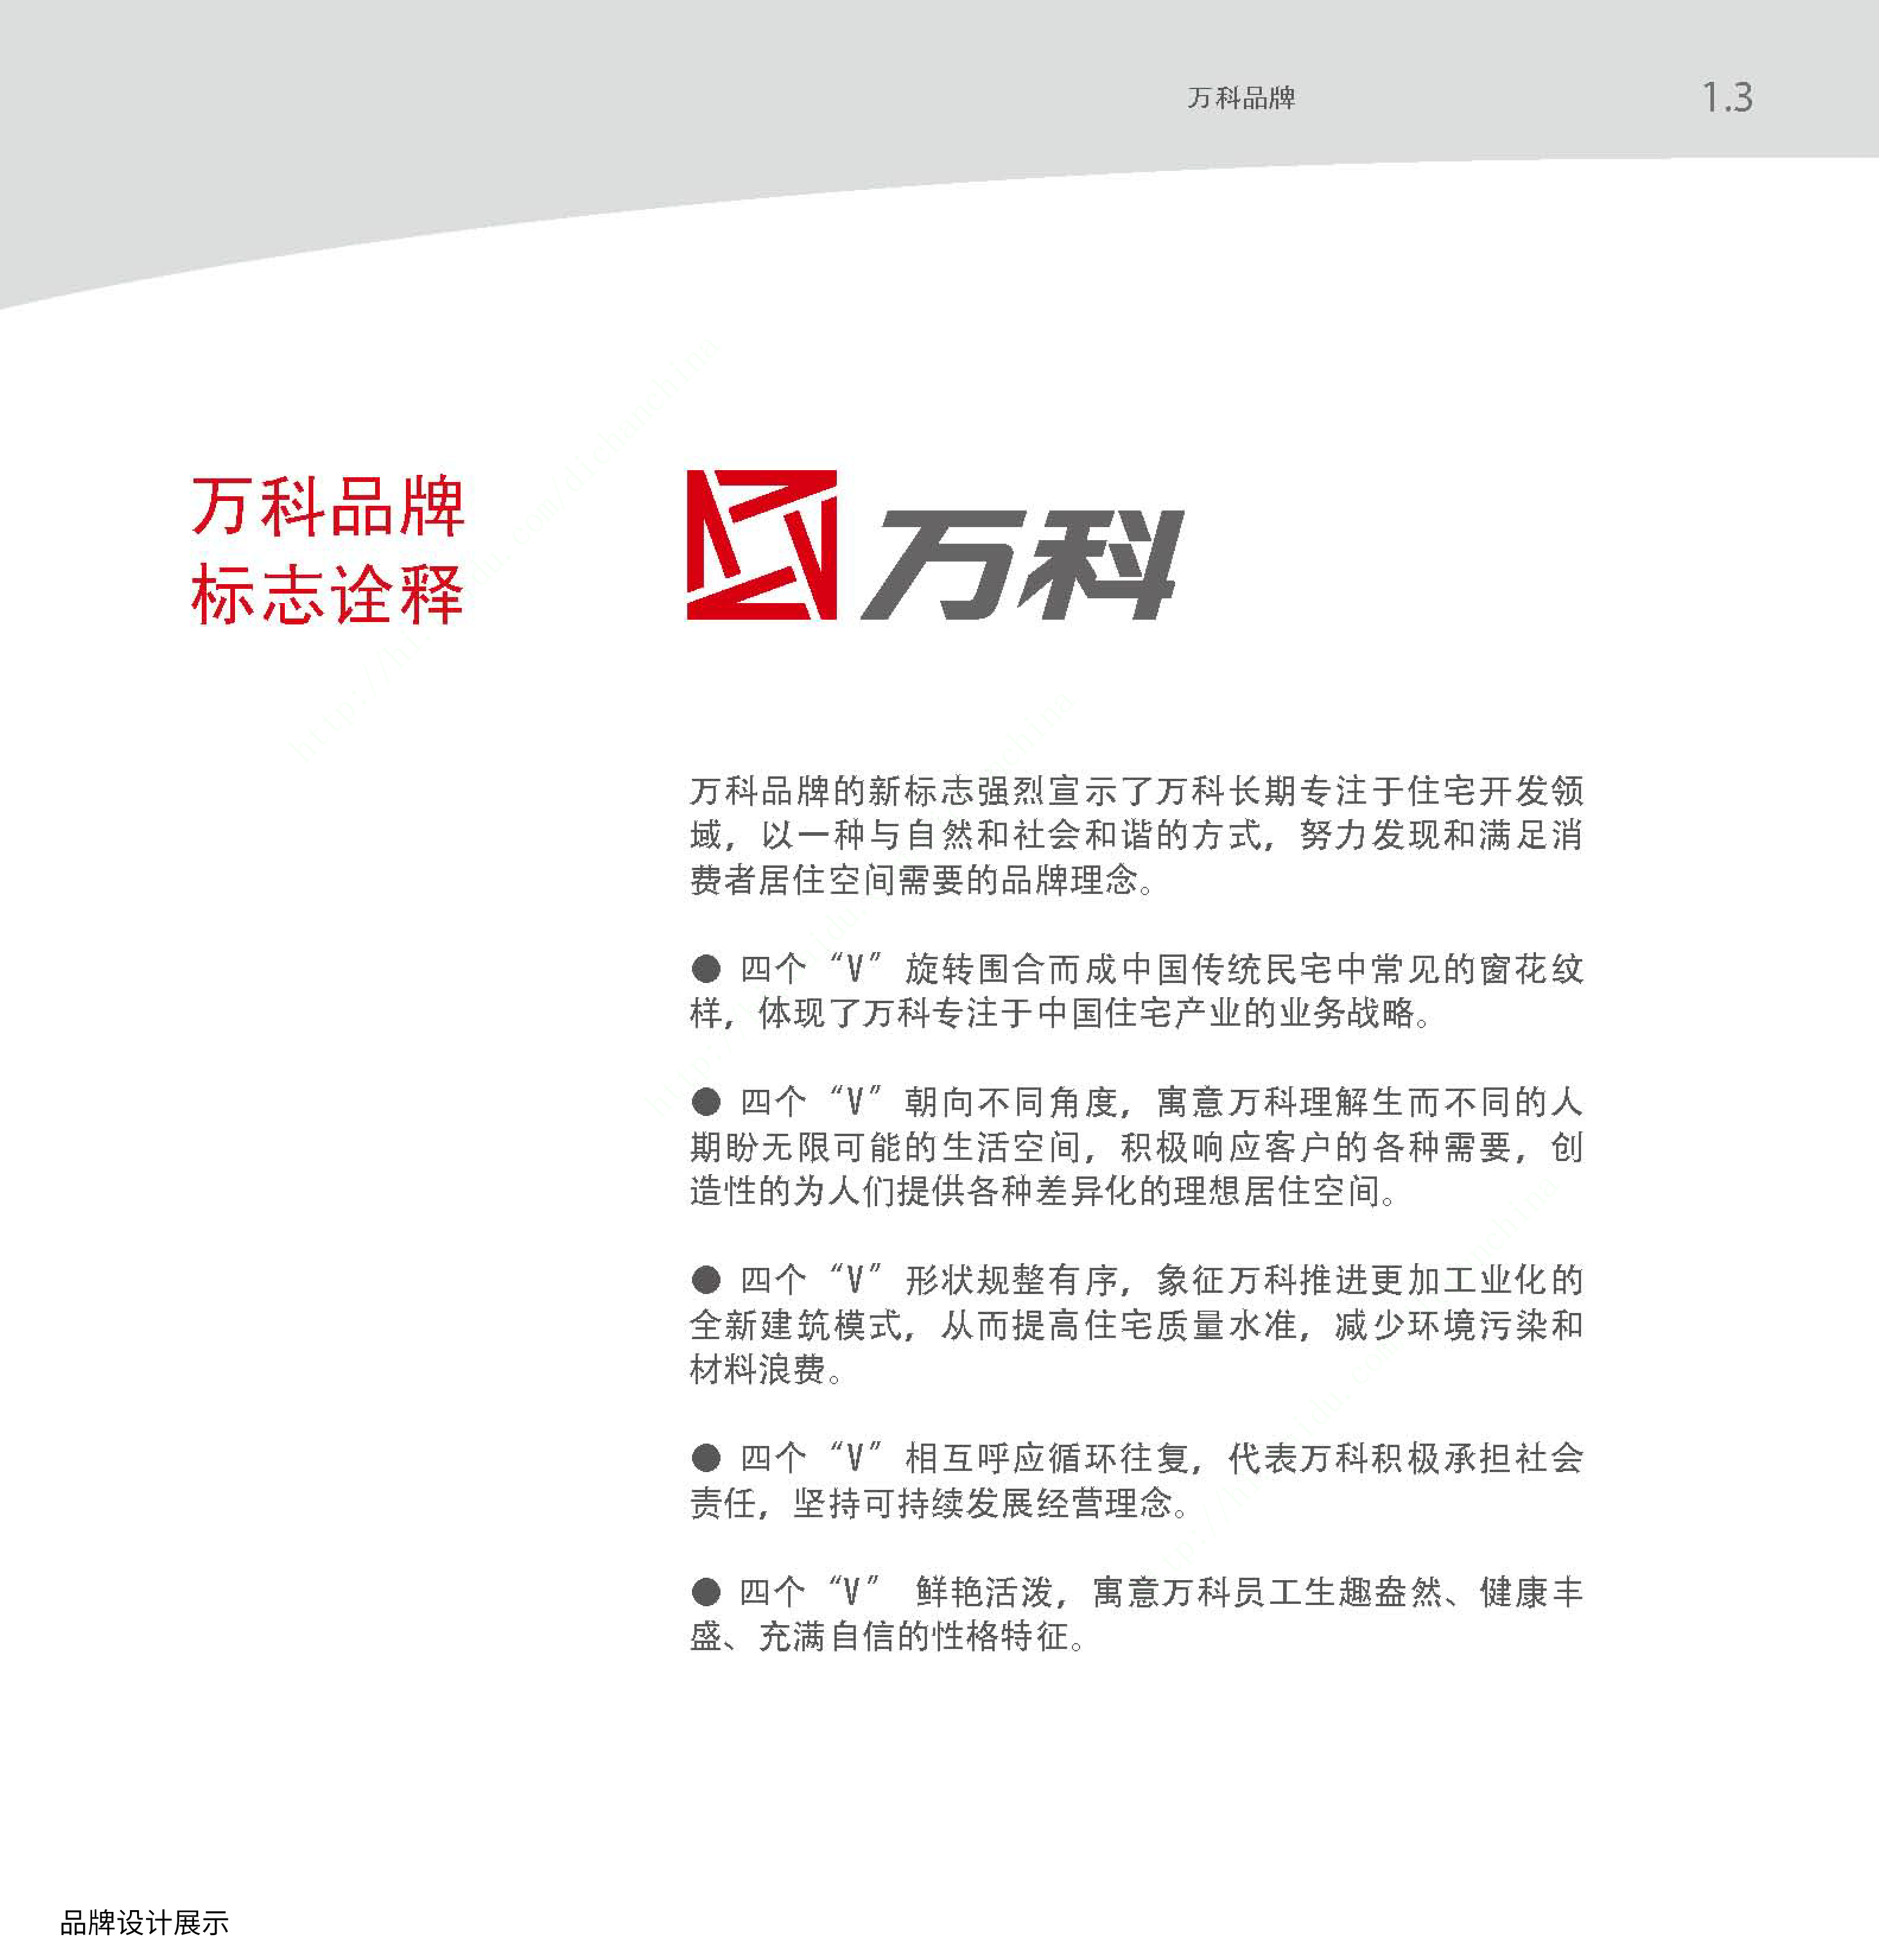 万科品牌
1.3
万科品牌
标志诠释
万科
万科品牌的新标志强烈宣示了万科长期专注于住宅开发领
域，以一种与自然和社会和谐的方式，努力发现和满足消
费者居住空间需要的品牌理念。
● 四个“V”旋转围合而成中国传统民宅中常见的窗花纹
样，体现了万科专注于中国住宅产业的业务战略。
● 四个“V”朝向不同角度，寓意万科理解生而不同的人
期盼无限可能的生活空间，积极响应客户的各种需要，创
造性的为人们提供各种差异化的理想居住空间。
● 四个“V”形状规整有序，象征万科推进更加工业化的
全新建筑模式，从而提高住宅质量水准，减少环境污染和
材料浪费。
● 四个“V”相互呼应循环往复，代表万科积极承担社会
责任，坚持可持续发展经营理念。
● 四个“V” 鲜艳活泼，寓意万科员工生趣盎然、健康丰
盛、充满自信的性格特征。
品牌设计展示